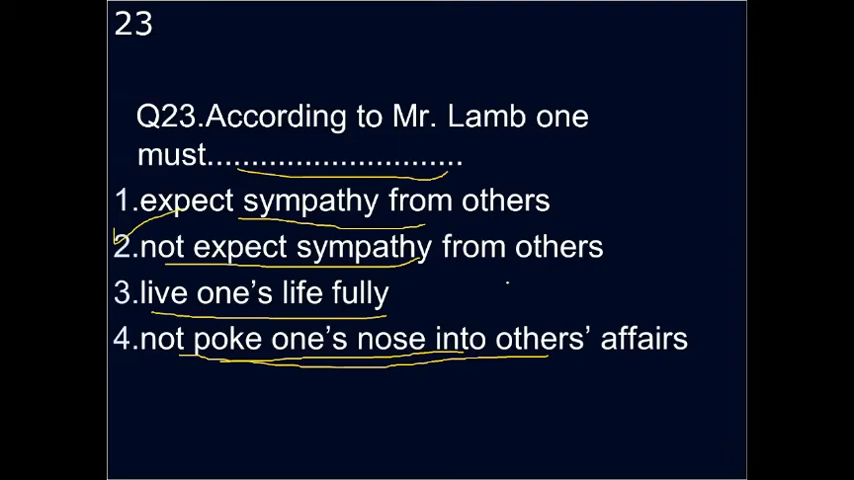 23
Q23.According to Mr. Lamb one
must.............................
1.expect sympathy from others
2.not expect sympathy from others
3.live one's life fully
4.not poke one's nose into others' affairs